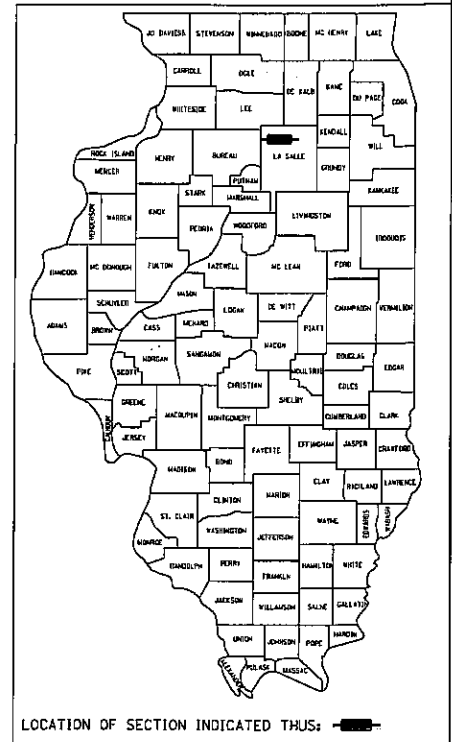 JO DAVIESS STEVENSON WINNEBAGO BOONE MC HENRY LAKE
CARROLL OGLE DE KALB KANE COOK
DU PAGE
WHITESIDE LEE
KENDALL WILL
ROCK ISLAND HENRY BUREAU LA SALLE GRUNDY
MERCER PUTNAM KANKAKEE
STARK MARSHALL
HENDERSON WARREN KNOX PEORIA WOODFORD LIVINGSTON IROQUOIS
HANCOCK MC DONOUGH FULTON TAZEWELL MC LEAN FORD
MASON
SCHUYLER LOGAN DE WITT CHAMPAIGN VERMILION
ADAMS BROWN CASS MENARD PIATT
MACON
MORGAN SANGAMON DOUGLAS
PIKE SCOTT MOULTRIE EDGAR
CHRISTIAN COLES
GREENE SHELBY
CALHOUN MACOUPIN MONTGOMERY CUMBERLAND CLARK
JERSEY
FAYETTE EFFINGHAM JASPER CRAWFORD
MADISON BOND
CLAY RICHLAND LAWRENCE
CLINTON MARION
ST. CLAIR WAYNE EDWARDS WABASH
WASHINGTON JEFFERSON
MONROE
RANDOLPH PERRY HAMILTON WHITE
FRANKLIN
JACKSON WILLIAMSON SALINE GALLATIN
UNION JOHNSON POPE HARDIN
ALEXANDER PULASK MASSAC
LOCATION OF SECTION INDICATED THUS: